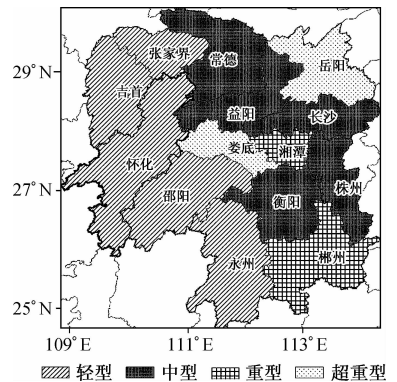 张家界
常德
岳阳
29°N
吉首
益阳
长沙
娄底
湘潭
怀化
27°N
邵阳
衡阳
株州
永州
郴州
25°N
109°E 111°E 113°E
轻型 中型 重型 超重型